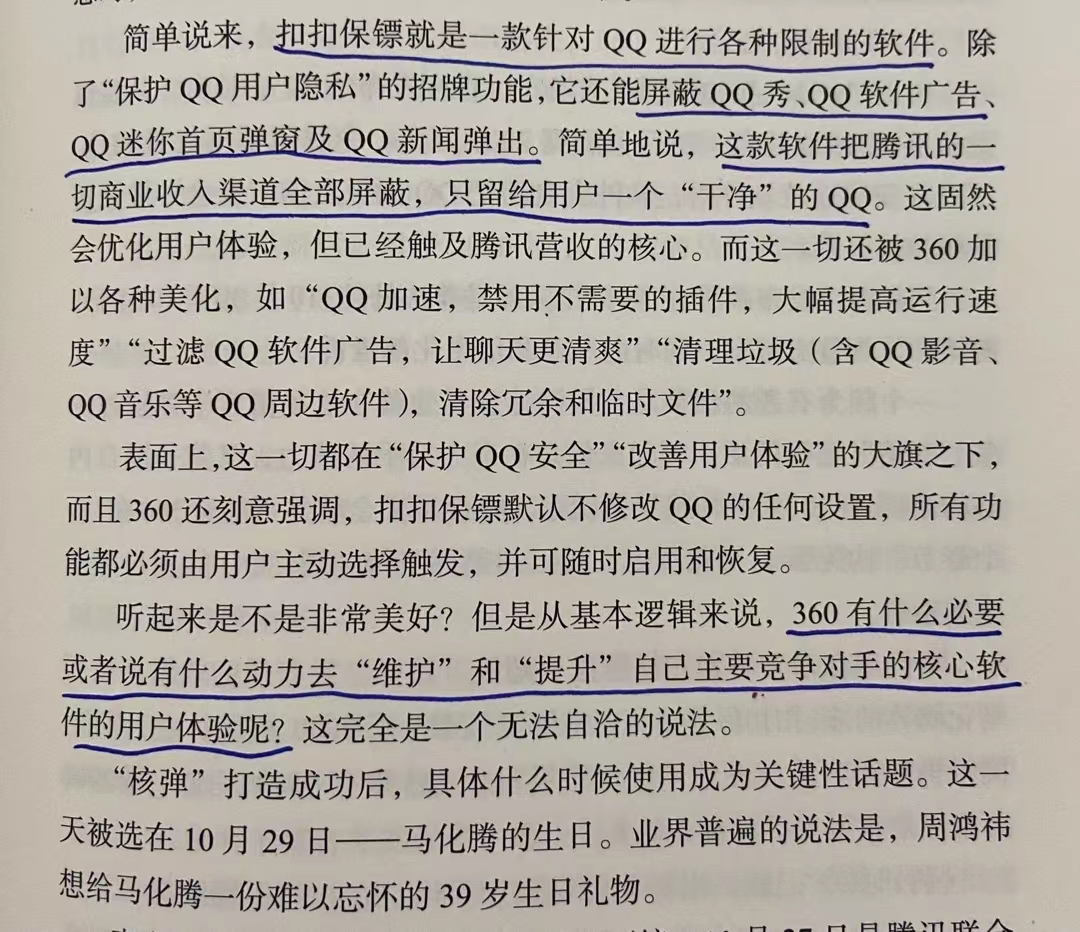 简单说来，扣扣保镖就是一款针对 QQ 进行各种限制的软件。除
了“保护 QQ 用户隐私”的招牌功能，它还能屏蔽 QQ 秀、QQ 软件广告、
QQ 迷你首页弹窗及 QQ 新闻弹出。简单地说，这款软件把腾讯的一
切商业收入渠道全部屏蔽，只留给用户一个“干净”的 QQ。这固然
会优化用户体验，但已经触及腾讯营收的核心。而这一切还被 360 加
以各种美化，如“QQ 加速，禁用不需要的插件，大幅提高运行速
度”“过滤 QQ 软件广告，让聊天更清爽”“清理垃圾（含 QQ 影音、
QQ 音乐等 QQ 周边软件），清除冗余和临时文件”。
表面上，这一切都在“保护 QQ 安全”“改善用户体验”的大旗之下，
而且 360 还刻意强调，扣扣保镖默认不修改 QQ 的任何设置，所有功
能都必须由用户主动选择触发，并可随时启用和恢复。
听起来是不是非常美好？但是从基本逻辑来说，360 有什么必要
或者说有什么动力去“维护”和“提升”自己主要竞争对手的核心软
件的用户体验呢？这完全是一个无法自洽的说法。
“核弹”打造成功后，具体什么时候使用成为关键性话题。这一
天被选在 10 月 29 日——马化腾的生日。业界普遍的说法是，周鸿祎
想给马化腾一份难以忘怀的 39 岁生日礼物。